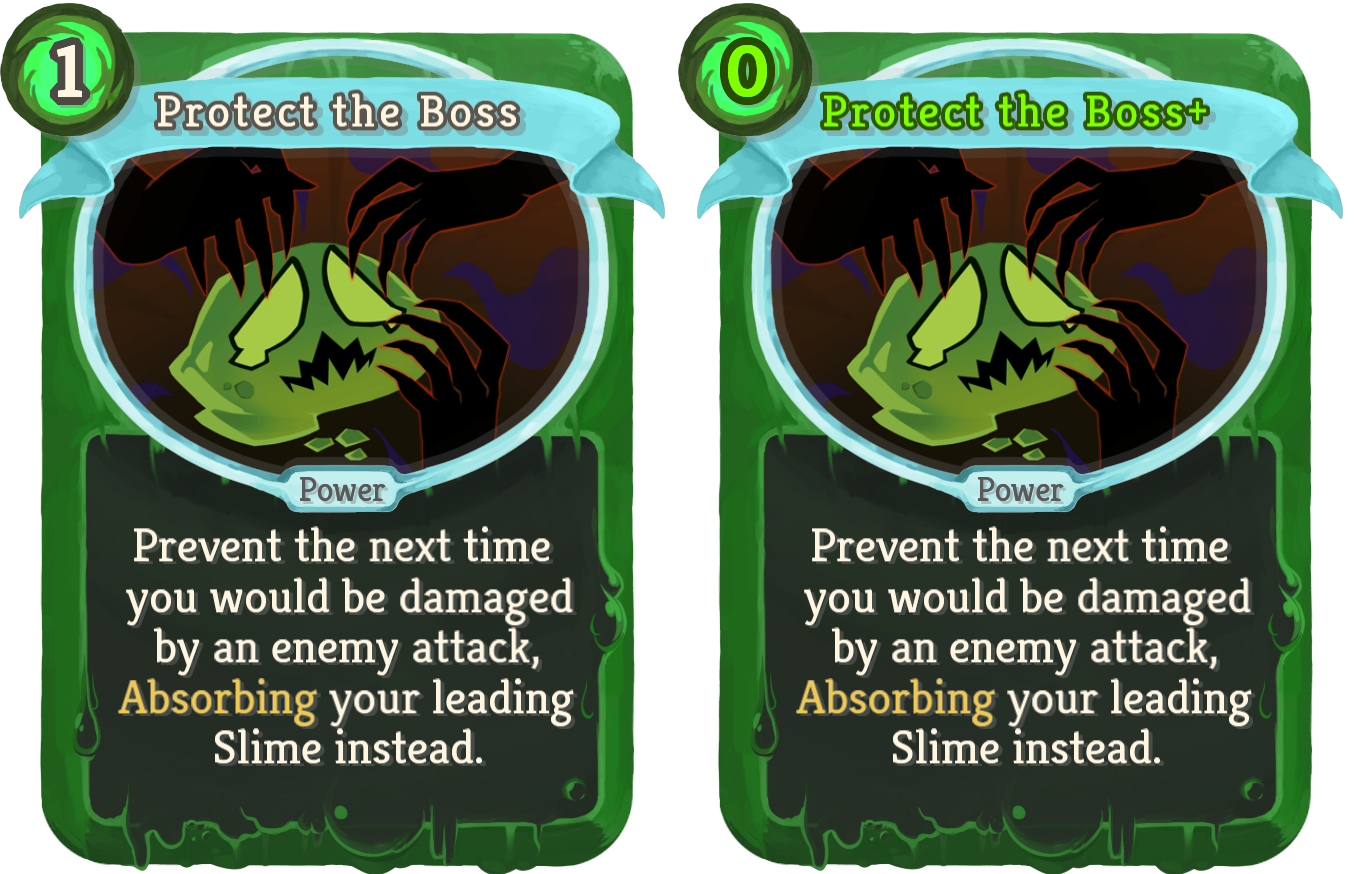 1
Protect the Boss
Power
Prevent the next time
you would be damaged
by an enemy attack,
Absorbing your leading
Slime instead.
0
Protect the Boss+
Power
Prevent the next time
you would be damaged
by an enemy attack,
Absorbing your leading
Slime instead.